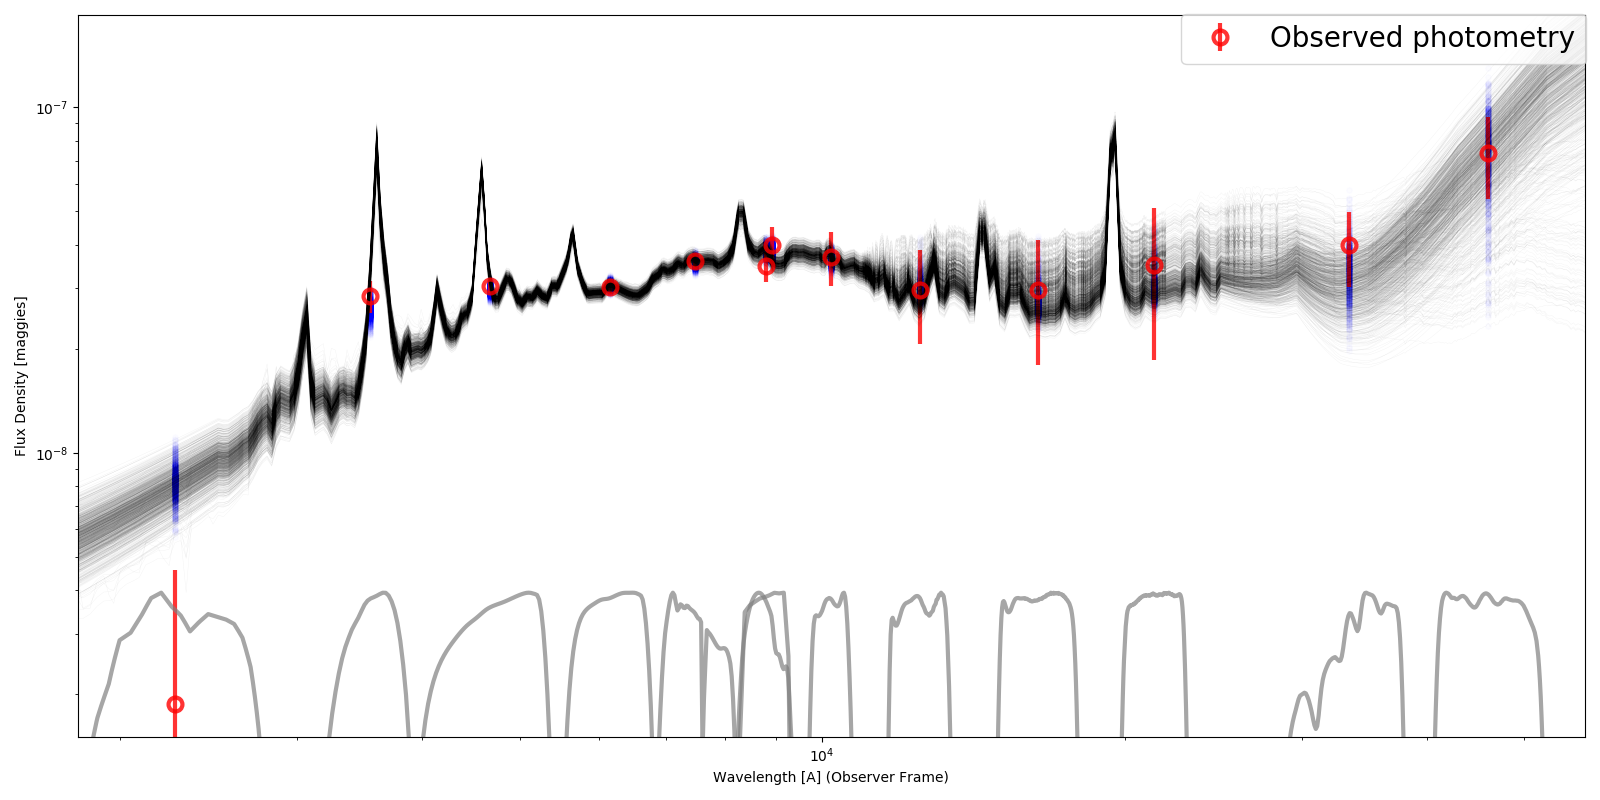 Observed photometry
10⁻⁷
10⁻⁸
Flux Density [maggies]
10⁴
Wavelength [A] (Observer Frame)